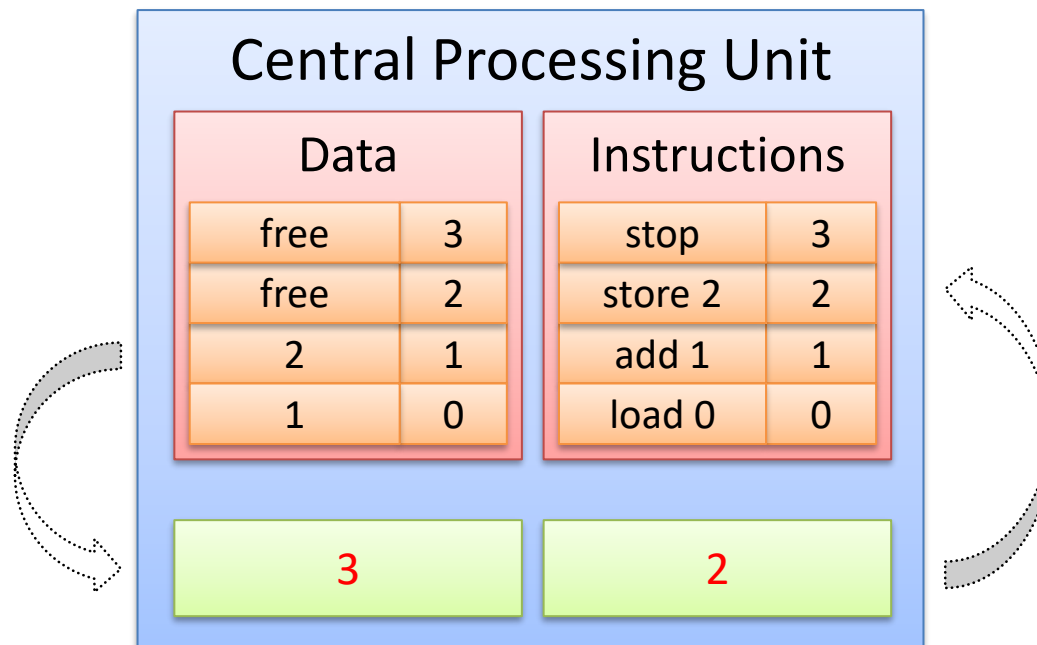 Central Processing Unit
Data
free 3
free 2
2 1
1 0
Instructions
stop 3
store 2 2
add 1 1
load 0 0
3
2